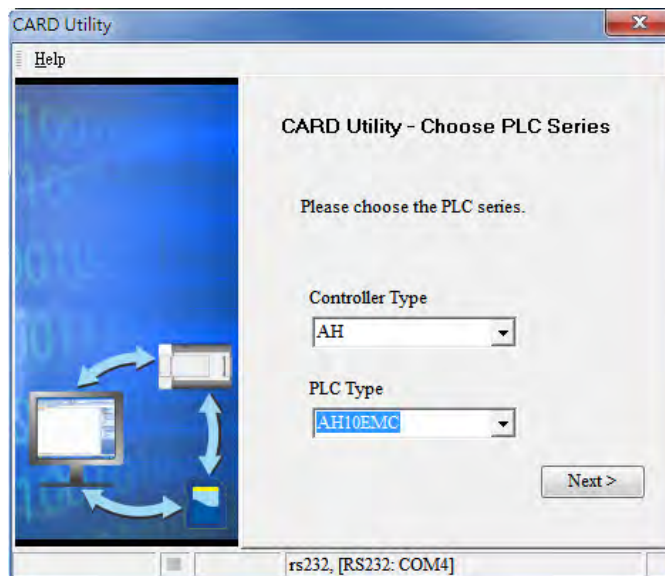 CARD Utility
Help
CARD Utility - Choose PLC Series
Please choose the PLC series.
Controller Type
AH
PLC Type
AH10EMC
Next >
rs232, [RS232: COM4]